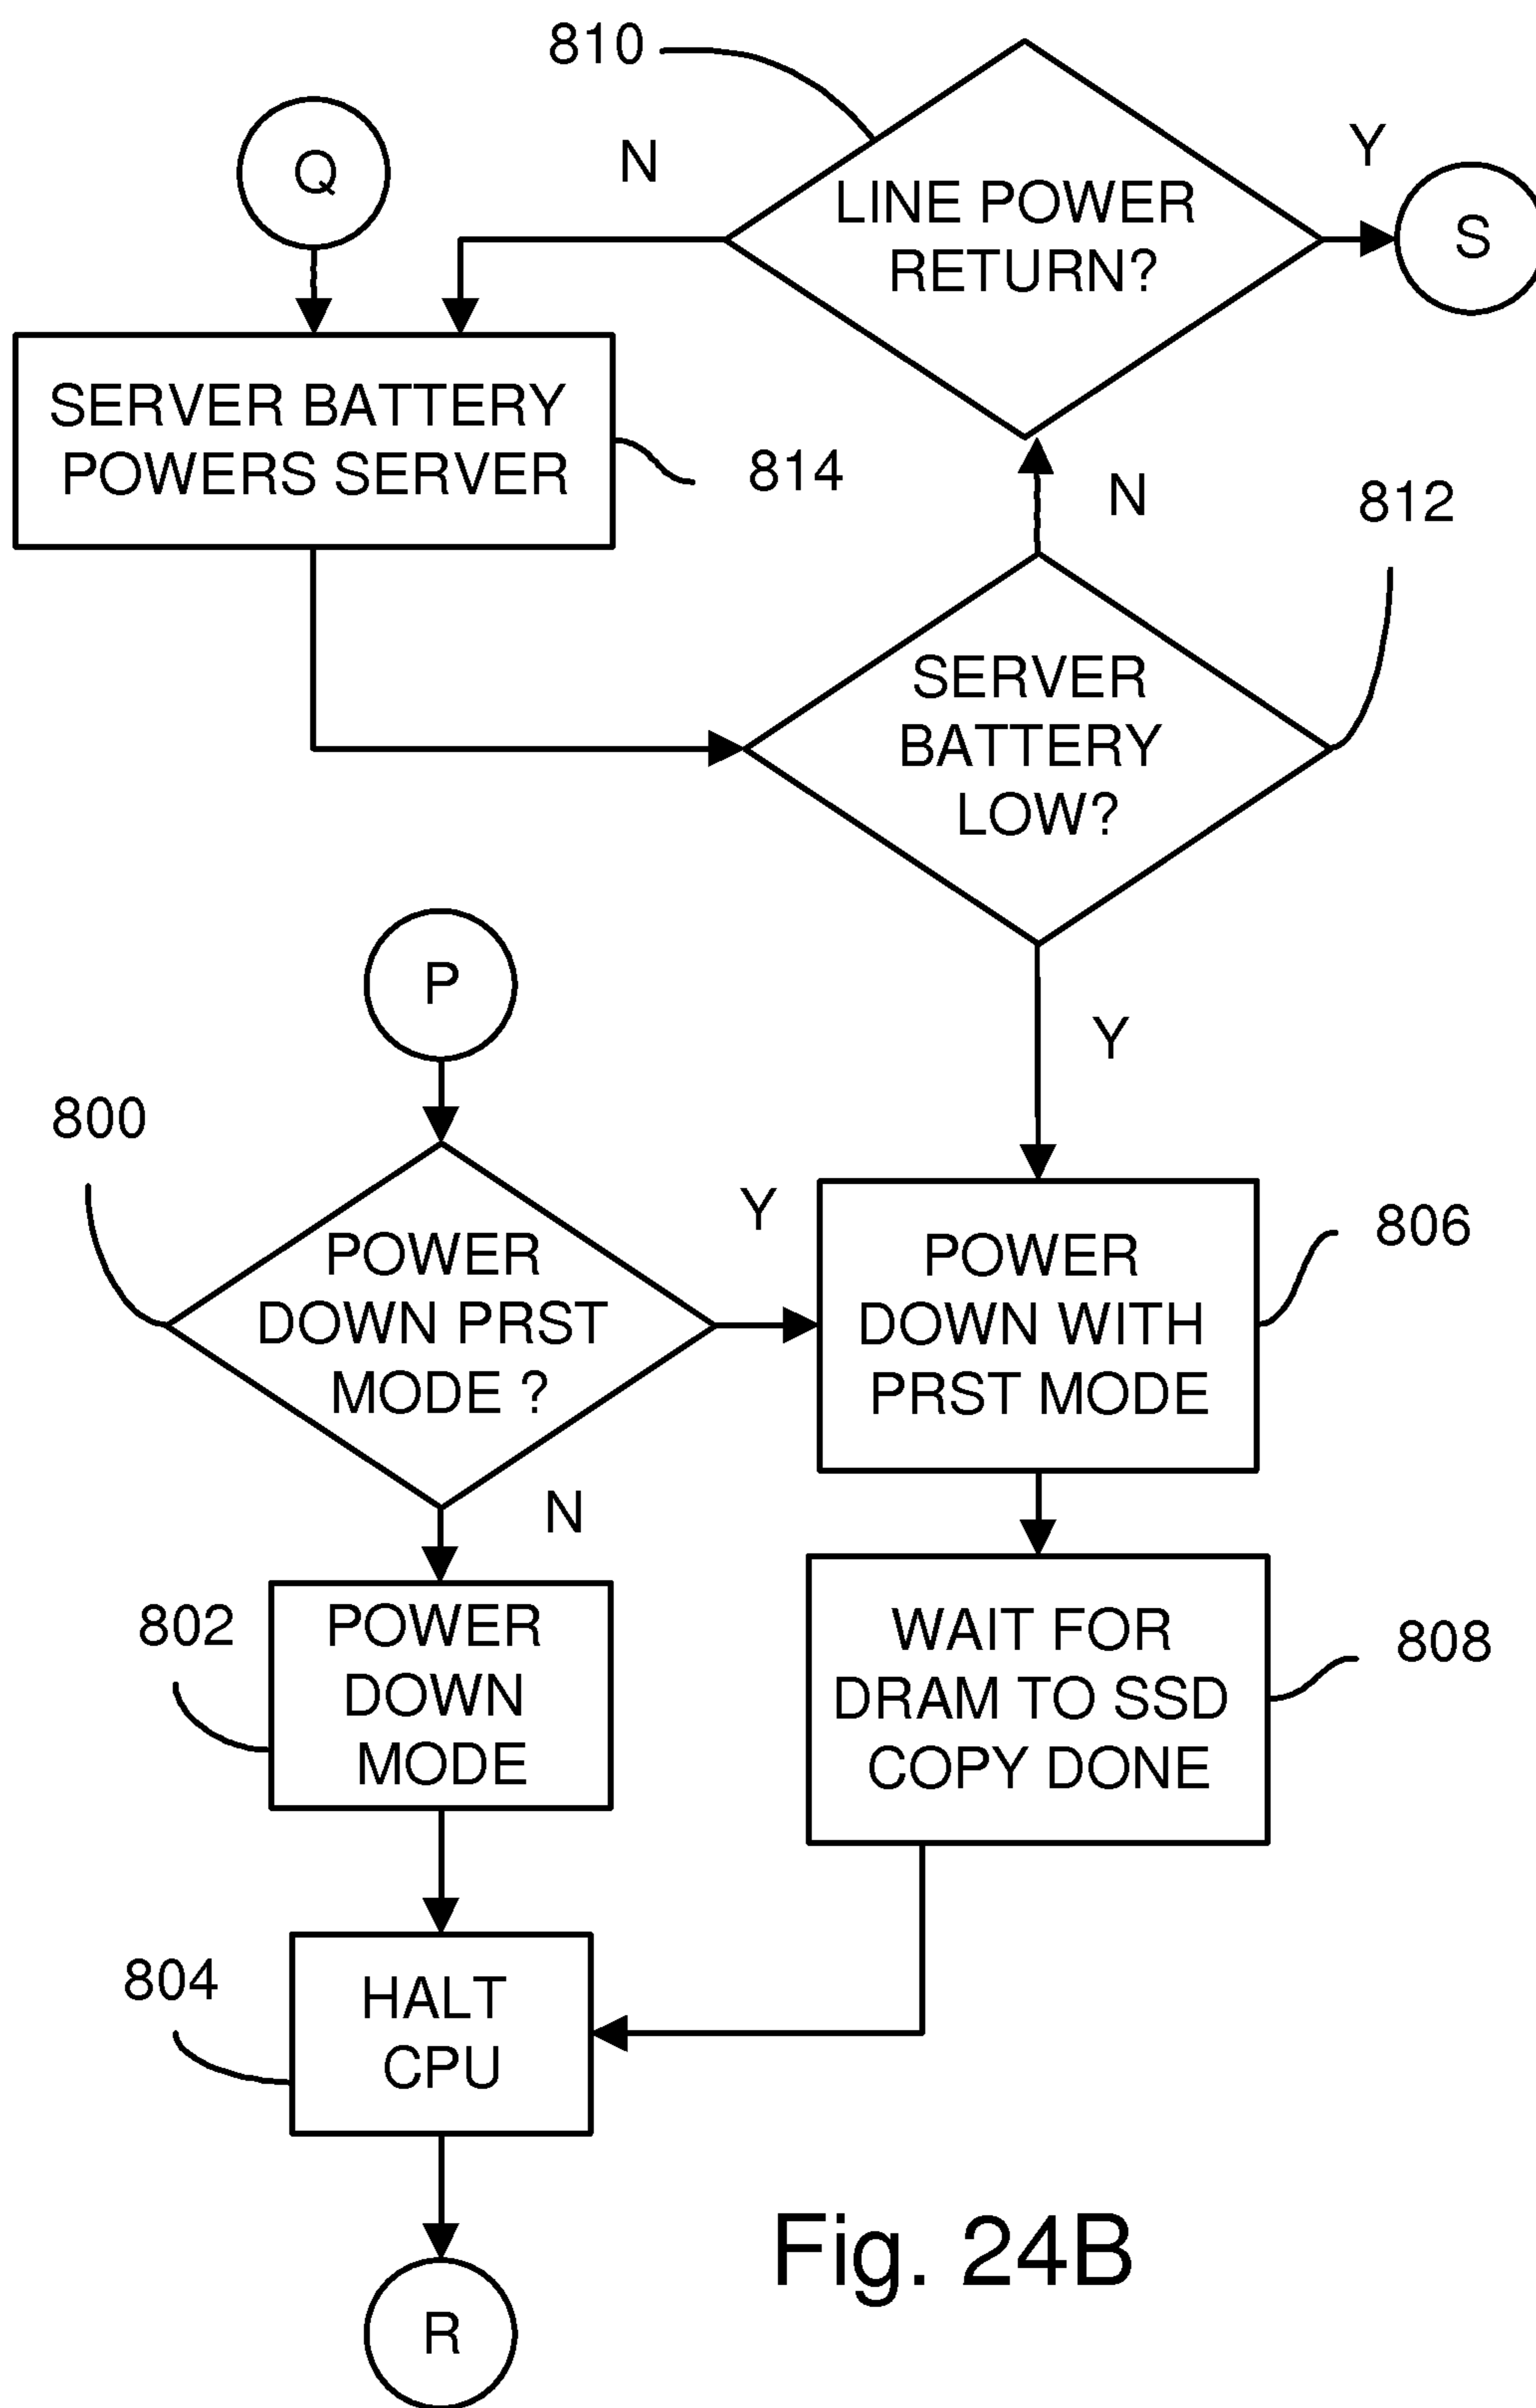 810
N
Y
Q
LINE POWER
RETURN?
S
SERVER BATTERY
POWERS SERVER
814
N
812
SERVER
BATTERY
LOW?
P
Y
800
Y
POWER
DOWN PRST
MODE ?
POWER
DOWN WITH
PRST MODE
806
N
802
POWER
DOWN
MODE
WAIT FOR
DRAM TO SSD
COPY DONE
808
804
HALT
CPU
R
Fig. 24B